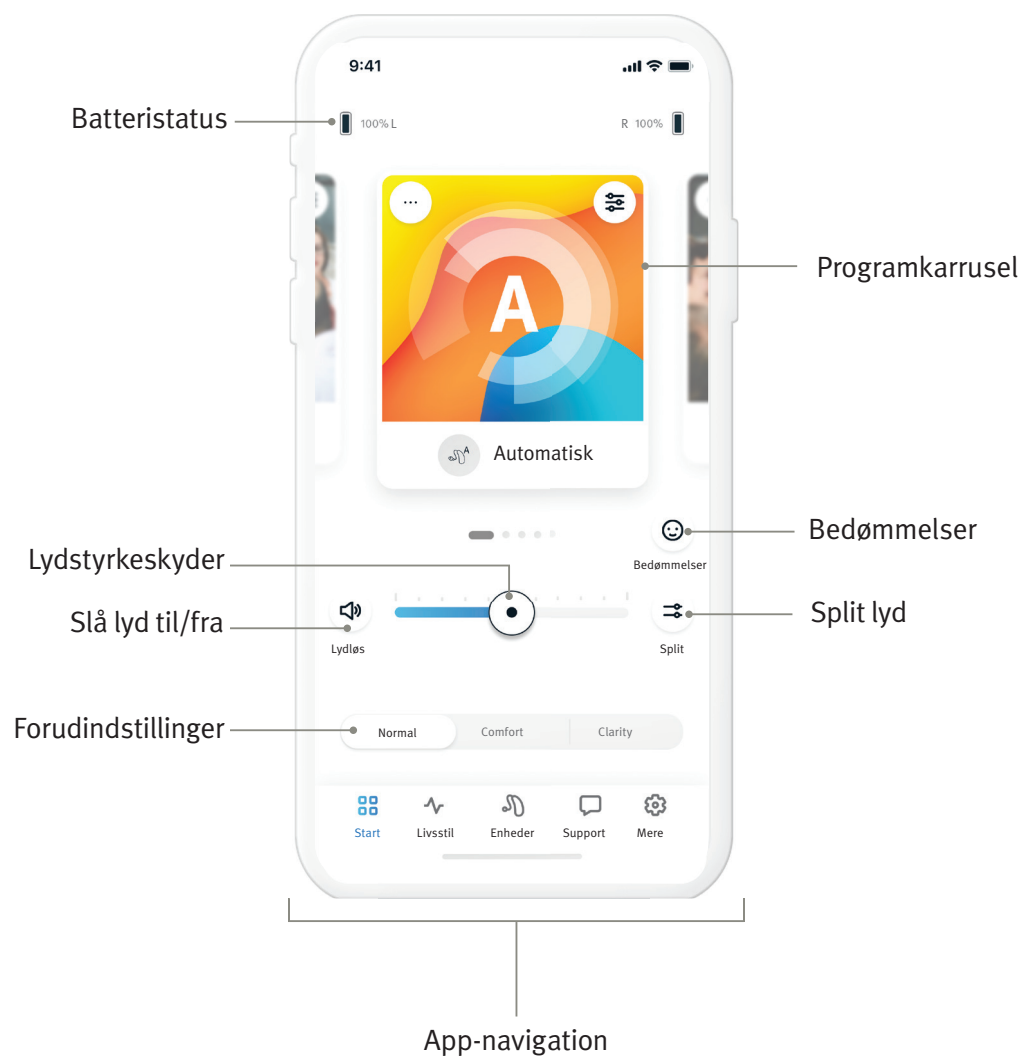 9:41
Batteristatus
100% L
R 100%
...
A
Programkarrusel
A
Automatisk
Bedømmelser
Bedømmelser
Lydstyrkeskyder
Slå lyd til/fra
Split lyd
Lydløs
Split
Forudindstillinger
Normal
Comfort
Clarity
Start
Livsstil
Enheder
Support
Mere
App-navigation